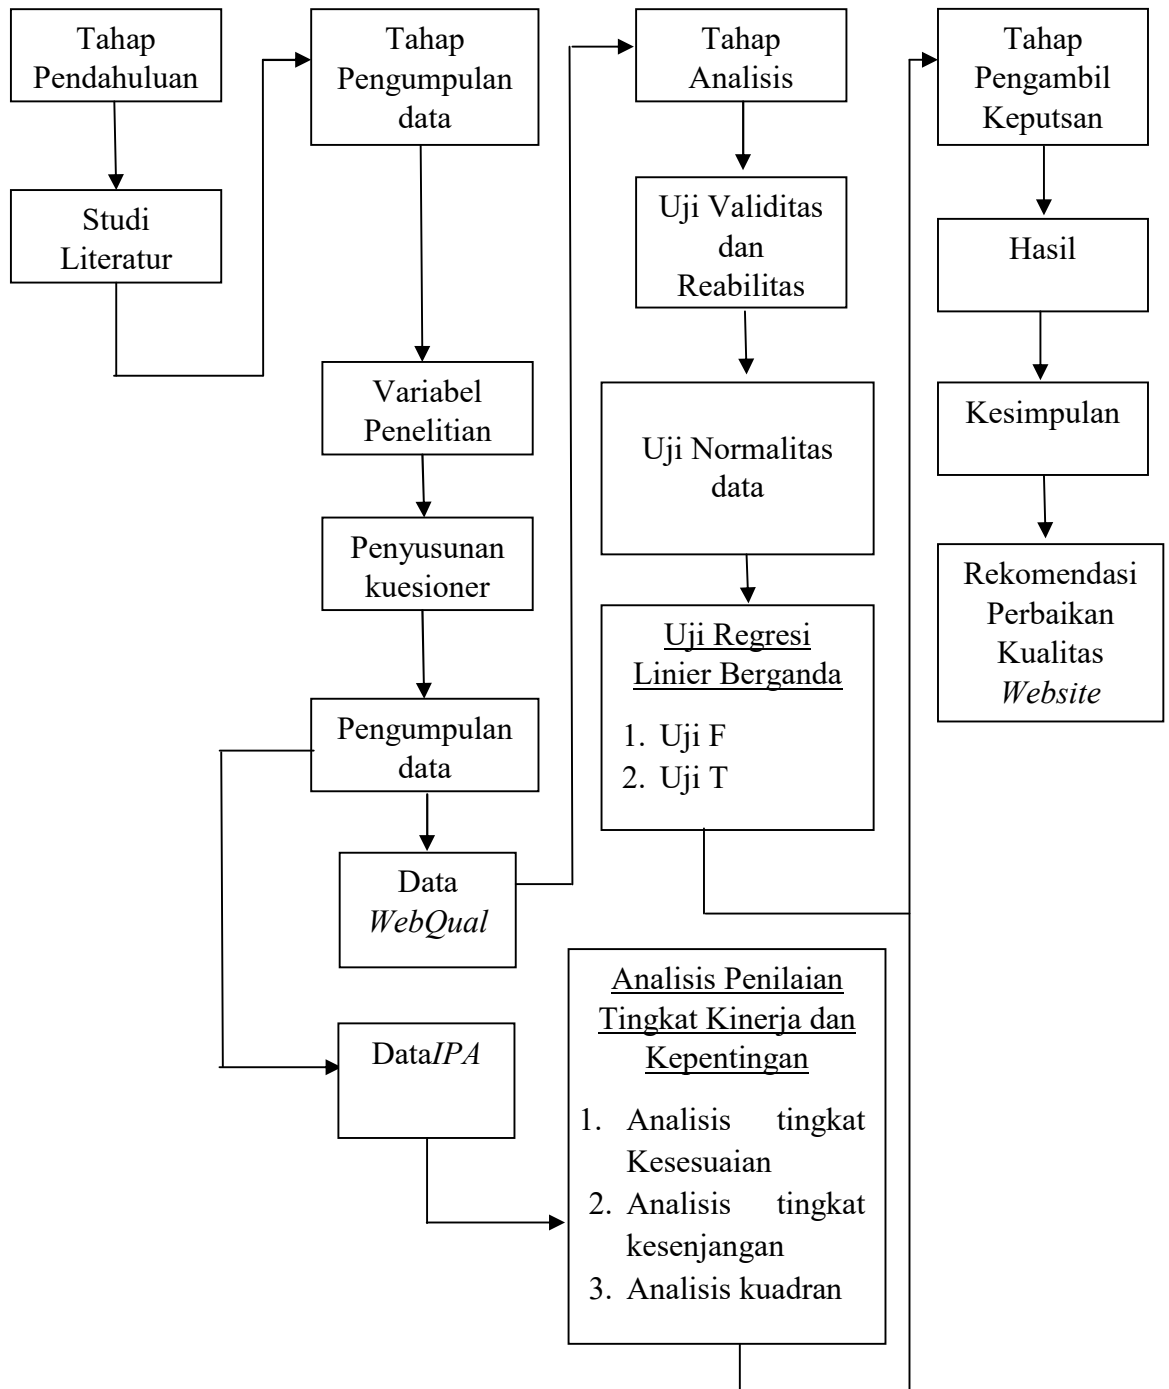 Tahap
Pendahuluan
Studi
Literatur
Tahap
Pengumpulan
data
Variabel
Penelitian
Penyusunan
kuesioner
Pengumpulan
data
Data
WebQual
DataIPA
Tahap
Analisis
Uji Validitas
dan
Reabilitas
Uji Normalitas
data
Uji Regresi
Linier Berganda
1. Uji F
2. Uji T
Analisis Penilaian
Tingkat Kinerja dan
Kepentingan
1. Analisis tingkat
Kesesuaian
2. Analisis tingkat
kesenjangan
3. Analisis kuadran
Tahap
Pengambil
Keputsan
Hasil
Kesimpulan
Rekomendasi
Perbaikan
Kualitas
Website